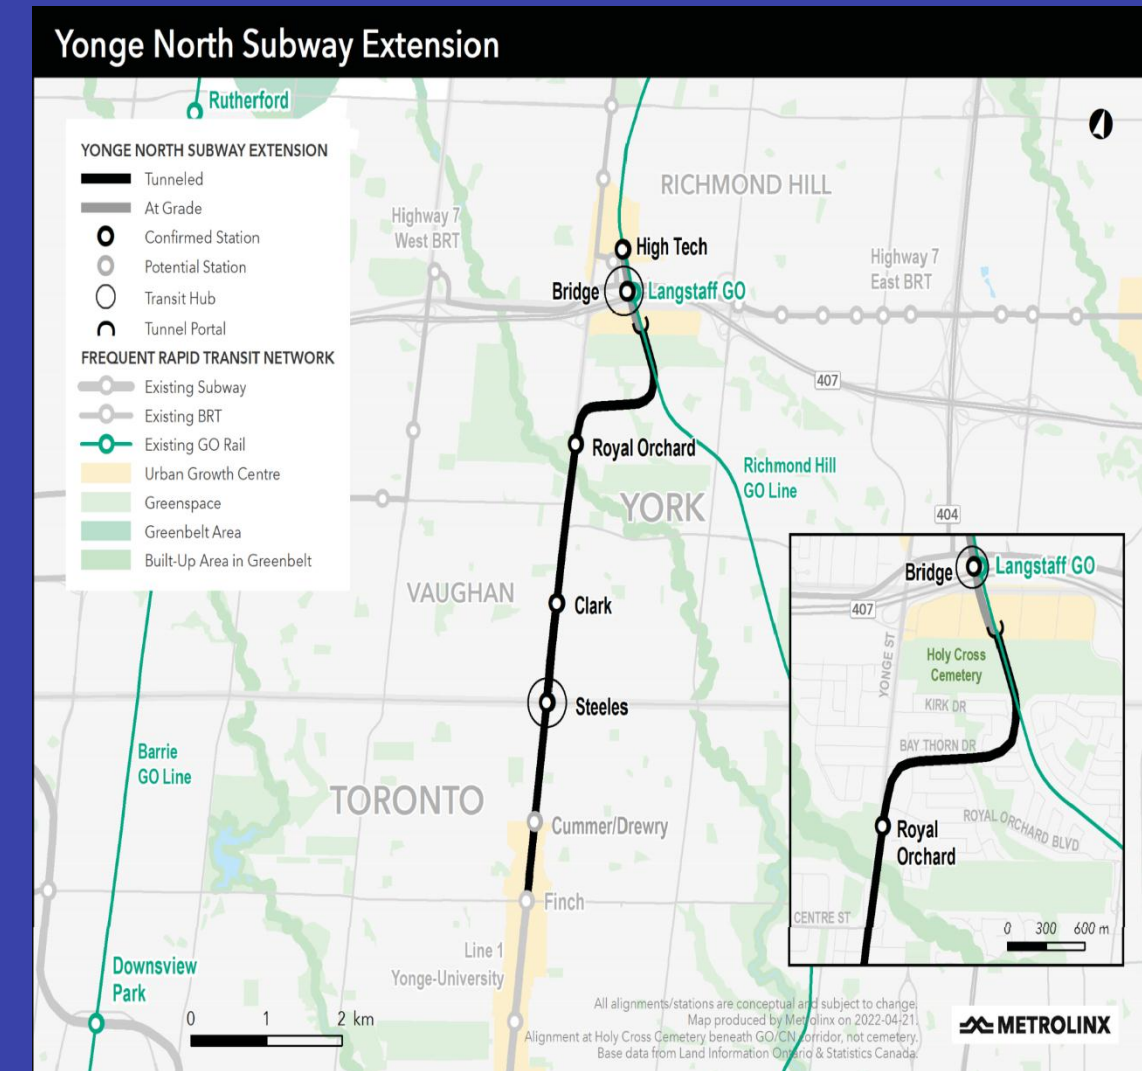 Yonge North Subway Extension
Rutherford
YONGE NORTH SUBWAY EXTENSION
Tunneled
At Grade
Confirmed Station
Potential Station
Transit Hub
Tunnel Portal
FREQUENT RAPID TRANSIT NETWORK
Existing Subway
Existing BRT
Existing GO Rail
Urban Growth Centre
Greenspace
Greenbelt Area
Built-Up Area in Greenbelt
RICHMOND HILL
Highway 7
West BRT
High Tech
Highway 7
East BRT
Bridge
Langstaff GO
407
Royal Orchard
Richmond Hill
GO Line
YORK
404
VAUGHAN
Clark
Steeles
Barrie
GO Line
TORONTO
Cummer/Drewry
Finch
Line 1
Yonge-University
Downsview
Park
0 1 2 km
Bridge
Langstaff GO
407
YONGE ST
Holy Cross
Cemetery
KIRK DR
BAY THORN DR
ROYAL ORCHARD BLVD
Royal
Orchard
CENTRE ST
0 300 600 m
All alignments/stations are conceptual and subject to change.
Map produced by Metrolinx on 2022-04-21.
Alignment at Holy Cross Cemetery beneath GO/CN corridor, not cemetery.
Base data from Land Information Ontario & Statistics Canada.
METROLINX